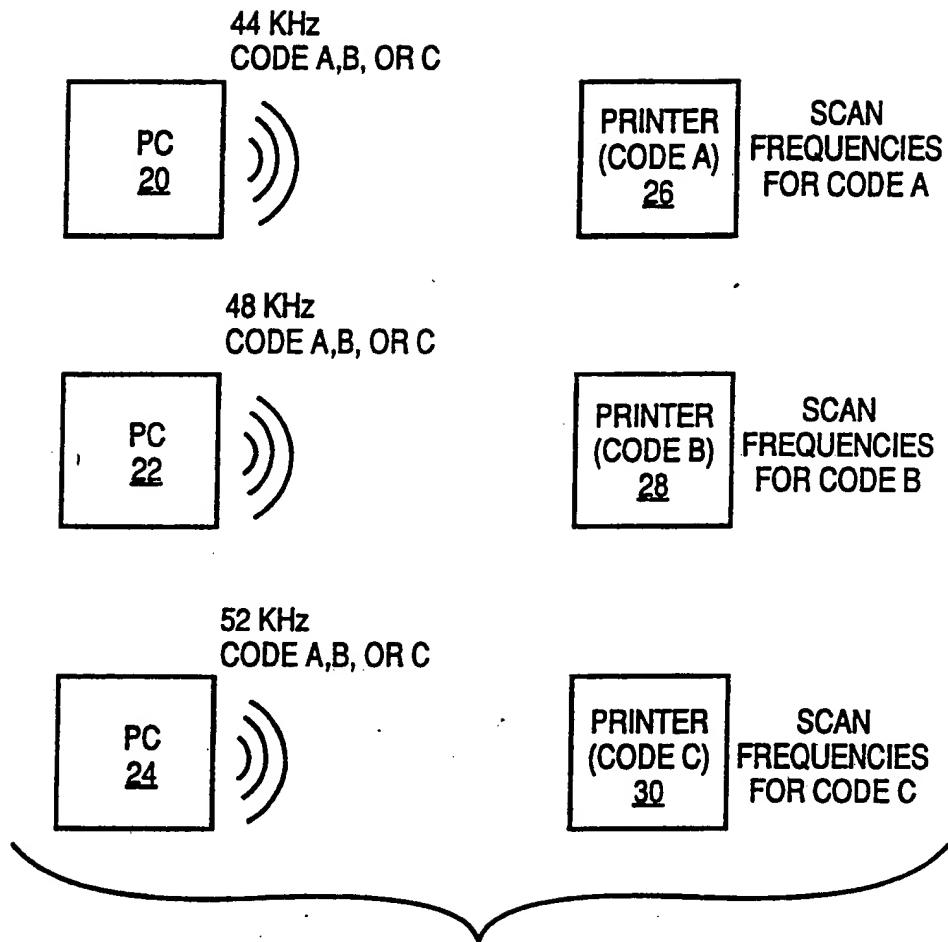 44 KHz
CODE A,B, OR C
PC
20
PRINTER
(CODE A)
26
SCAN
FREQUENCIES
FOR CODE A
48 KHz
CODE A,B, OR C
PC
22
PRINTER
(CODE B)
28
SCAN
FREQUENCIES
FOR CODE B
52 KHz
CODE A,B, OR C
PC
24
PRINTER
(CODE C)
30
SCAN
FREQUENCIES
FOR CODE C